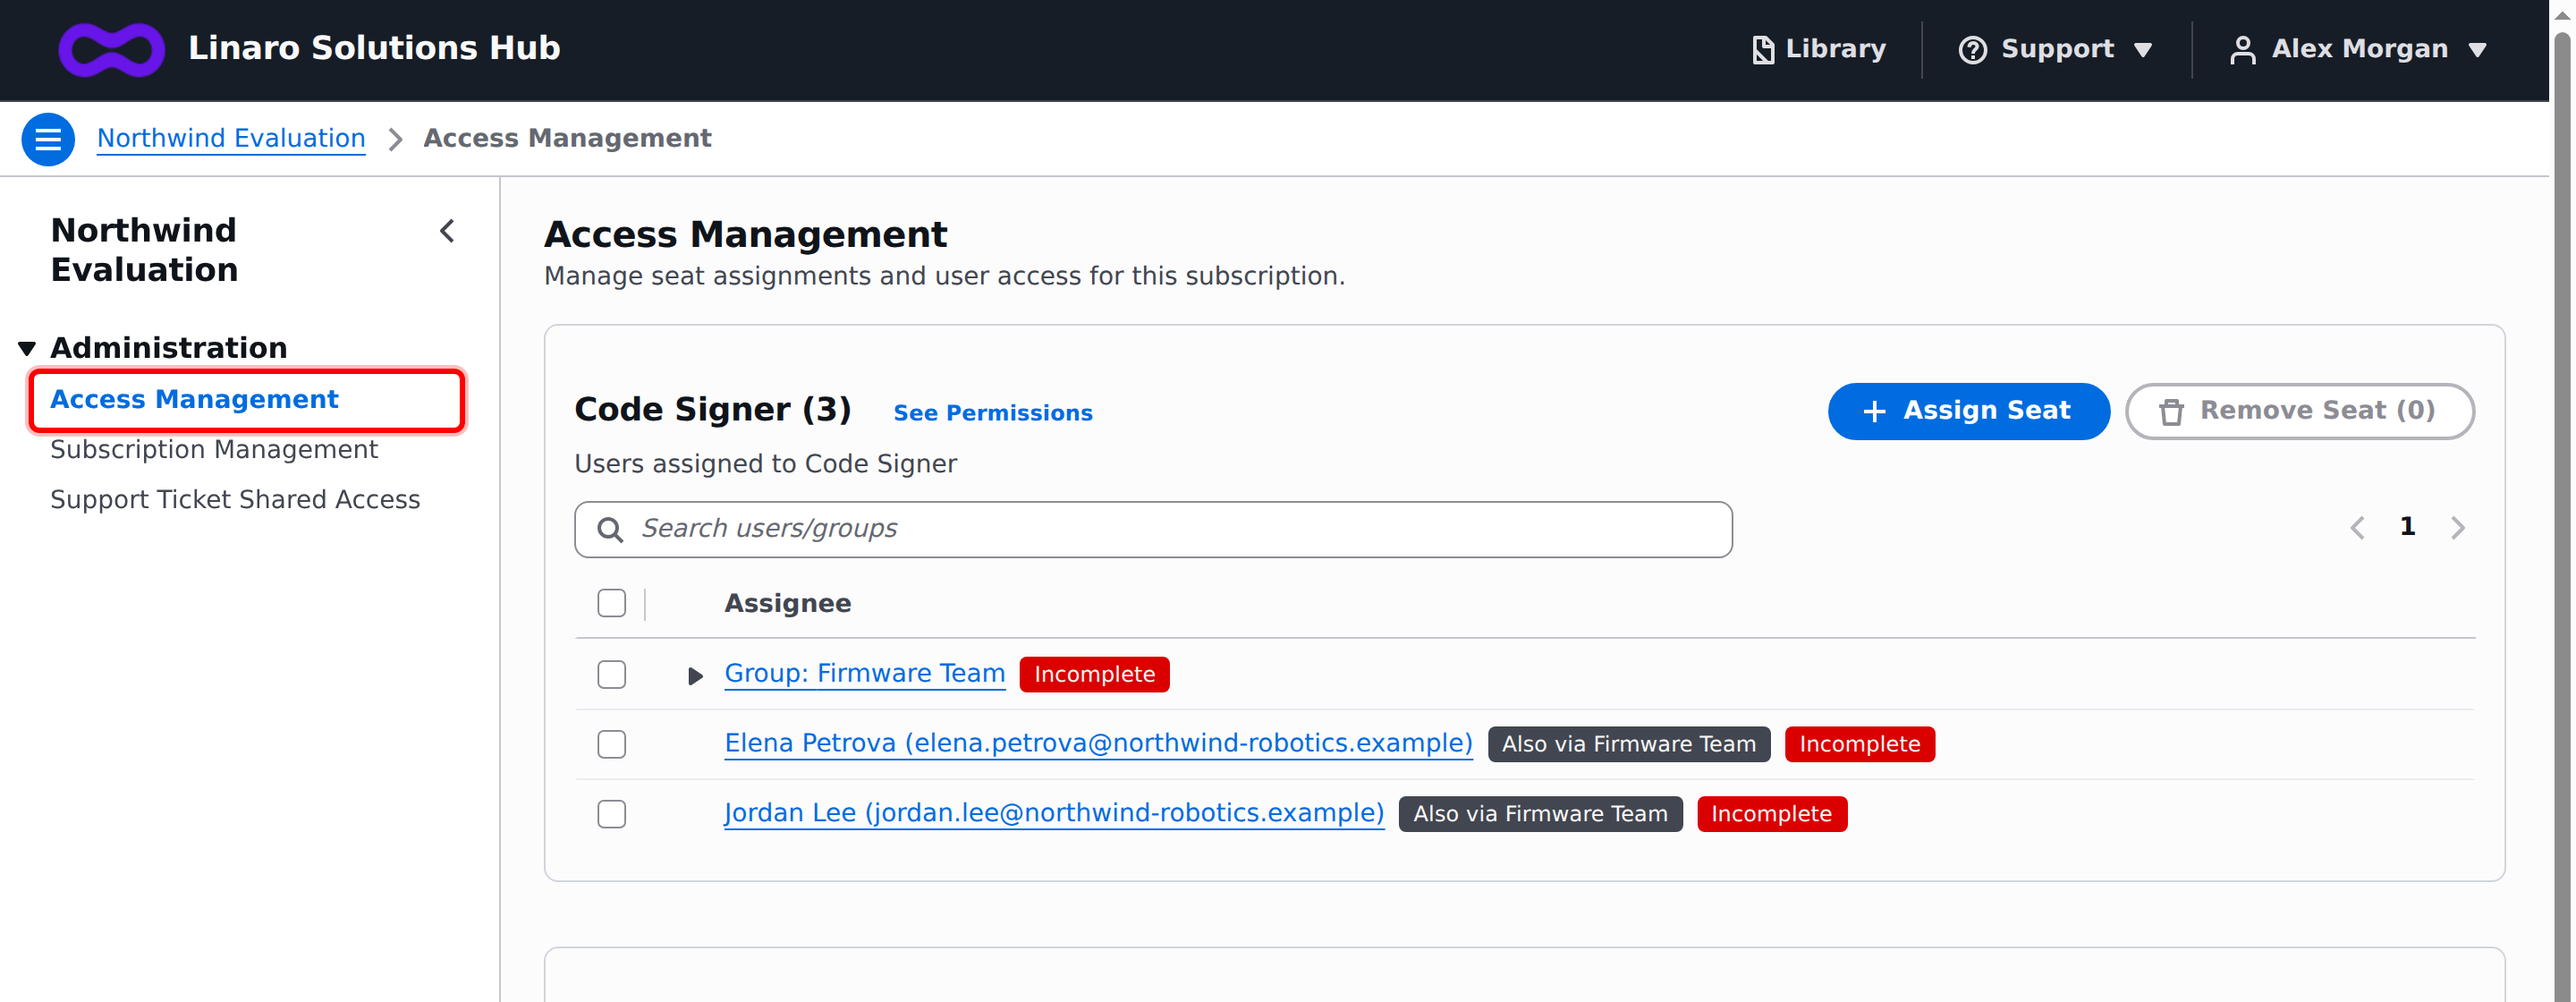 Linaro Solutions Hub
Library
Support
Alex Morgan
Northwind Evaluation
Access Management
Northwind
Evaluation
Administration
Access Management
Subscription Management
Support Ticket Shared Access
Access Management
Manage seat assignments and user access for this subscription.
Code Signer (3)
See Permissions
Assign Seat
Remove Seat (0)
Users assigned to Code Signer
Search users/groups
1
Assignee
Group: Firmware Team Incomplete
Elena Petrova (elena.petrova@northwind-robotics.example) Also via Firmware Team Incomplete
Jordan Lee (jordan.lee@northwind-robotics.example) Also via Firmware Team Incomplete